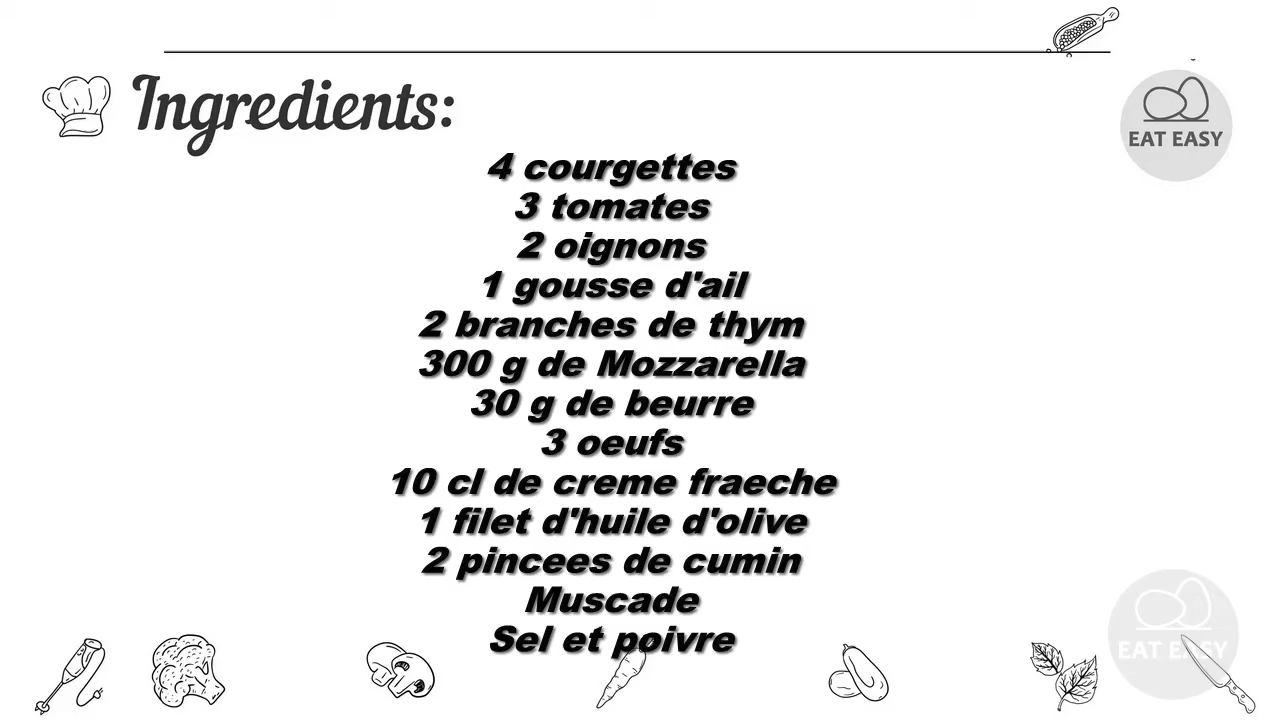 Ingredients:
EAT EASY
4 courgettes
3 tomates
2 oignons
1 gousse d'ail
2 branches de thym
300 g de Mozzarella
30 g de beurre
3 oeufs
10 cl de creme fraeche
1 filet d'huile d'olive
2 pincees de cumin
Muscade
Sel et poivre
EAT EASY